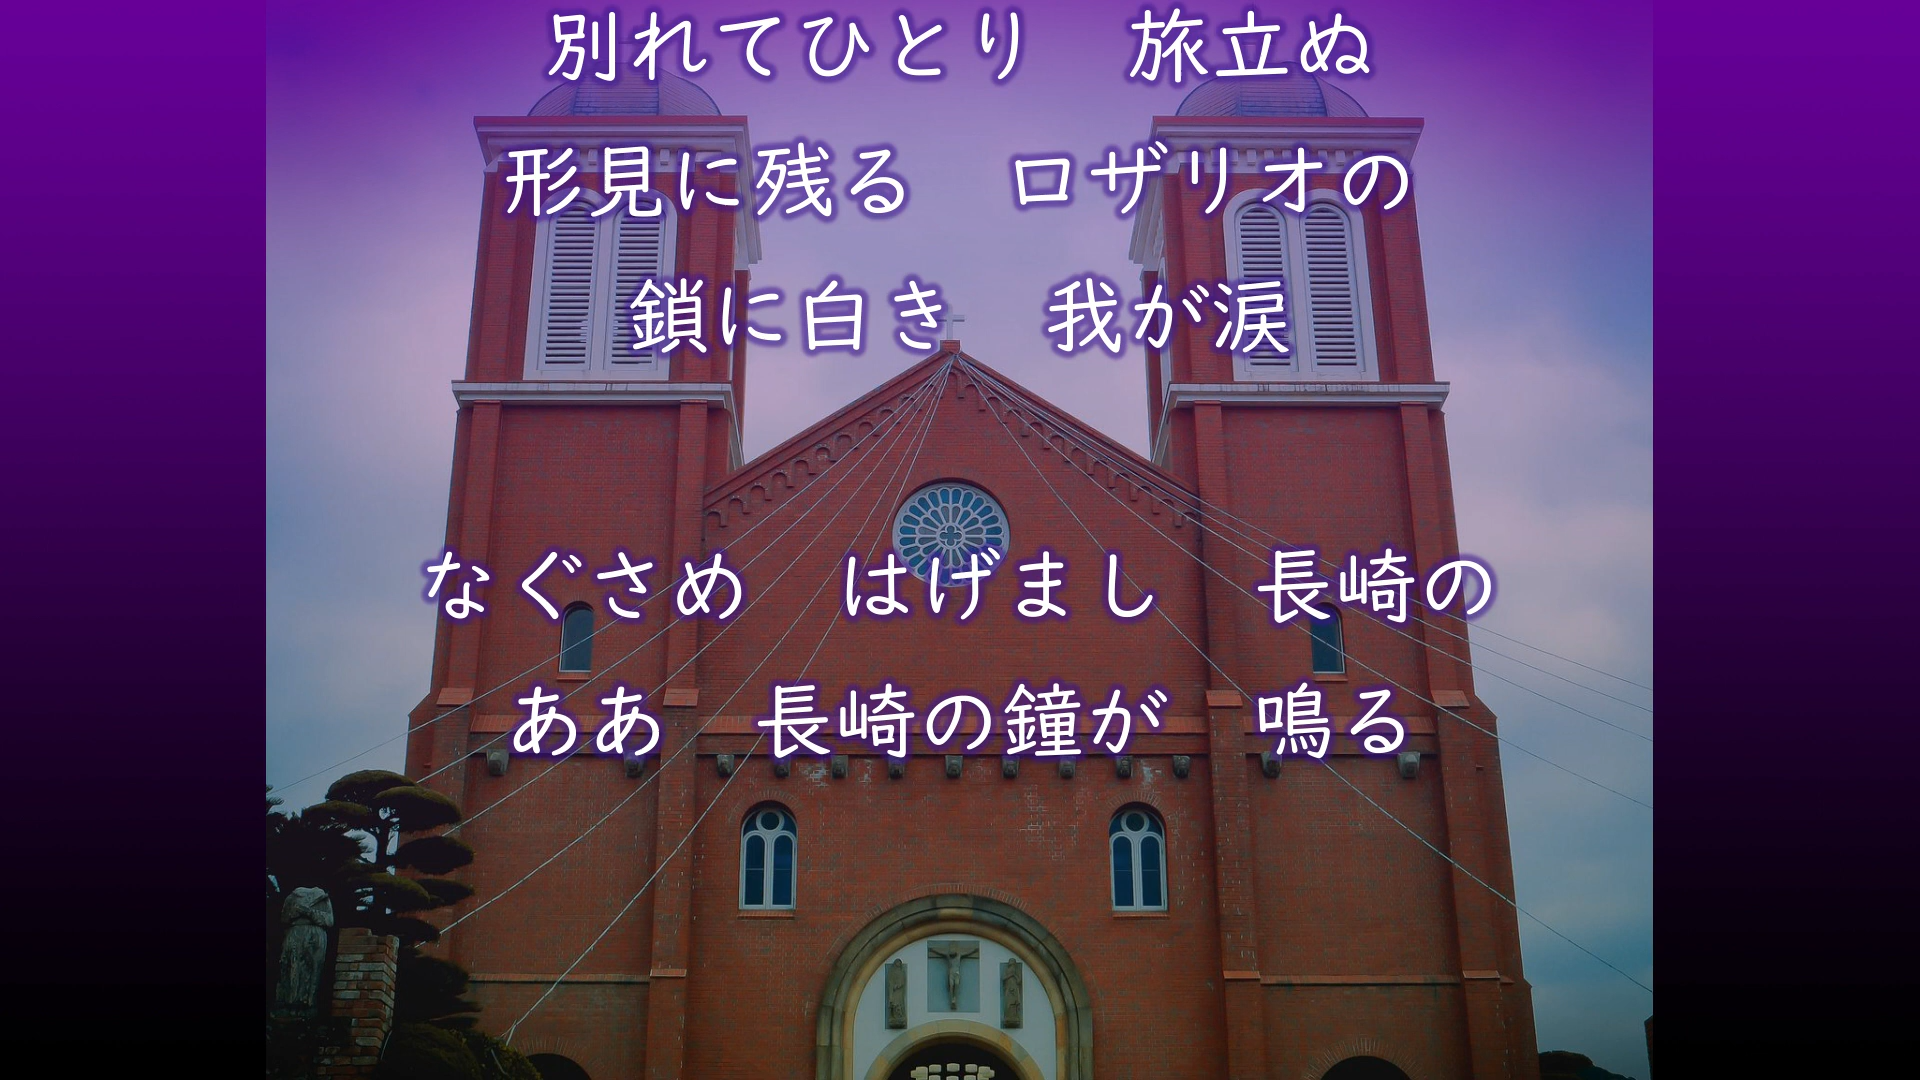 別れてひとり　旅立ぬ
形見に残る　ロザリオの
鎖に白き　我が涙
なぐさめ　はげまし　長崎の
ああ　長崎の鐘が　鳴る